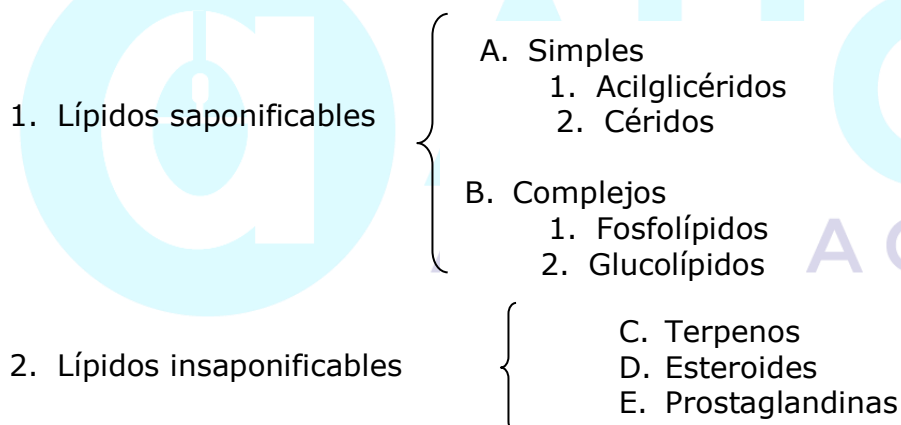 A. Simples
1. Acilglicéridos
1. Lípidos saponificables
2. Céridos
B. Complejos
1. Fosfolípidos
2. Glucolípidos
C. Terpenos
2. Lípidos insaponificables
D. Esteroides
E. Prostaglandinas